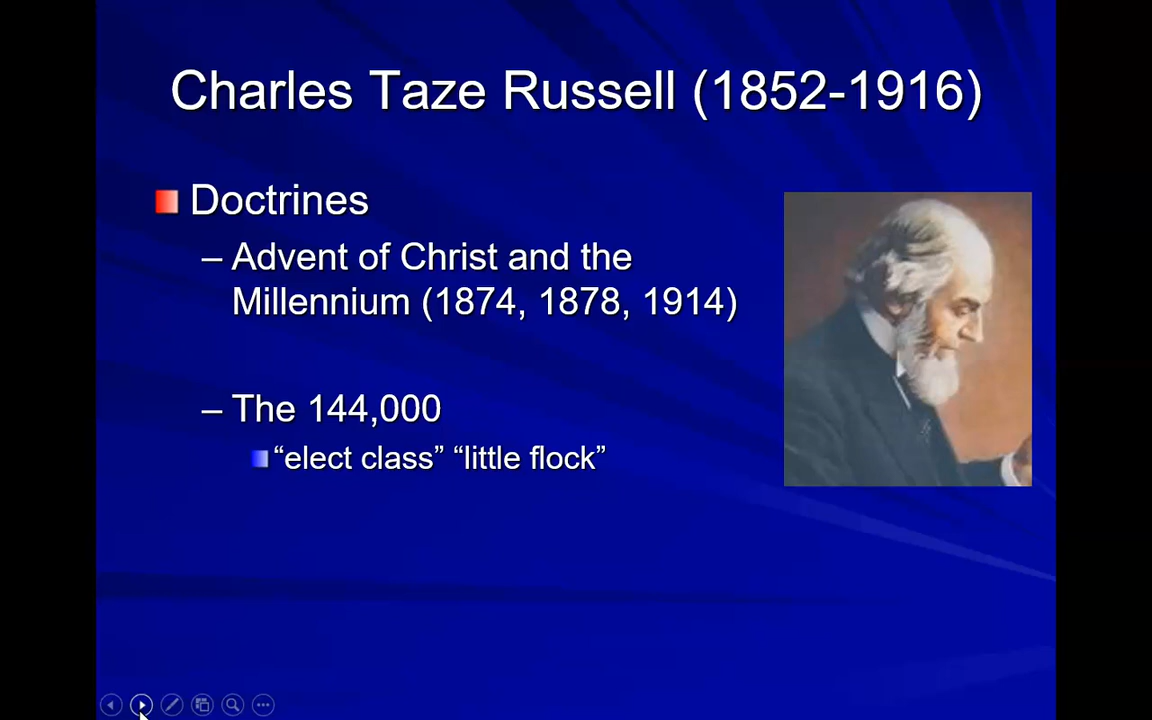 Charles Taze Russell (1852-1916)
Doctrines
– Advent of Christ and the
Millennium (1874, 1878, 1914)
– The 144,000
“elect class” “little flock”